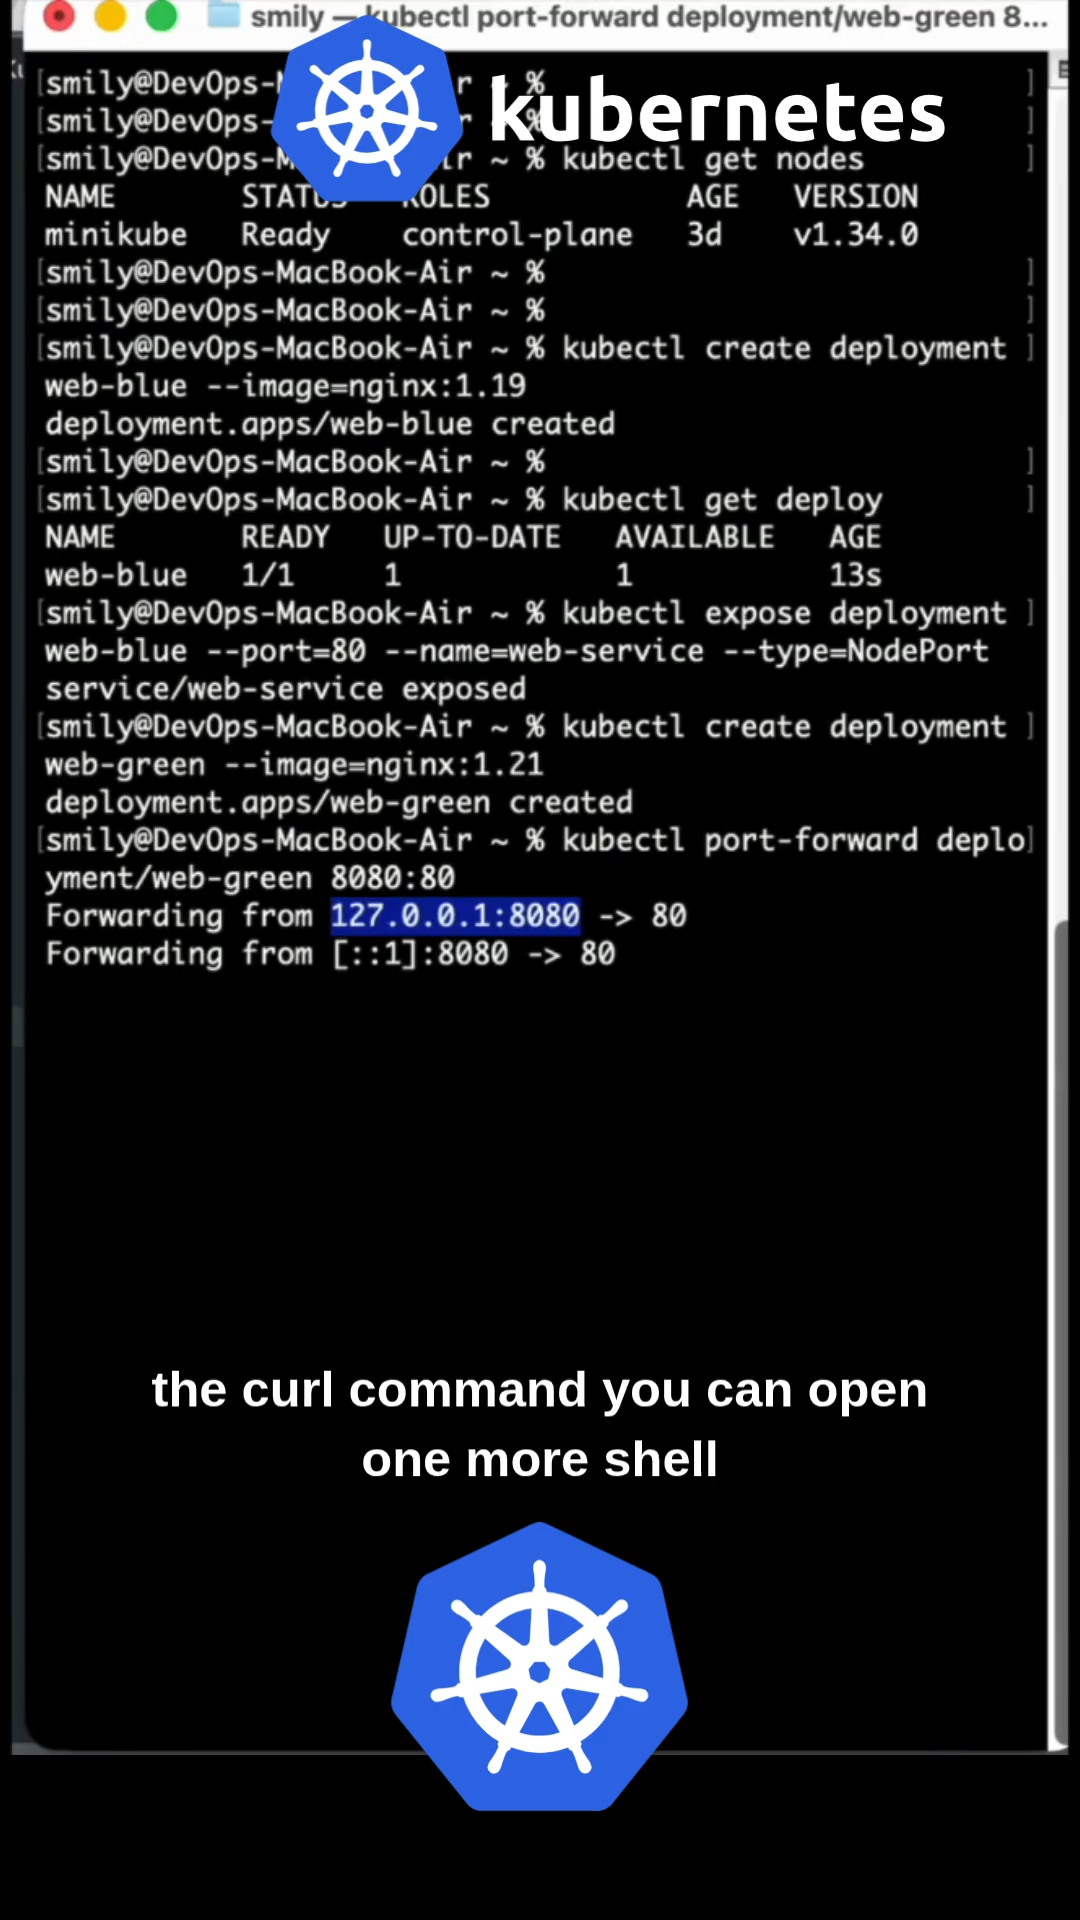 smily — kubectl port-forward deployment/web-green 8...
kubernetes
[smily@DevOps-M r ~ % ]
[smily@DevOps-M r % ]
[smily@DevOps-M ir ~ % kubectl get nodes ]
NAME STATUS ROLES AGE VERSION
minikube Ready control-plane 3d v1.34.0
[smily@DevOps-MacBook-Air ~ % ]
[smily@DevOps-MacBook-Air ~ % ]
[smily@DevOps-MacBook-Air ~ % kubectl create deployment ]
web-blue --image=nginx:1.19
deployment.apps/web-blue created
[smily@DevOps-MacBook-Air ~ % ]
[smily@DevOps-MacBook-Air ~ % kubectl get deploy ]
NAME READY UP-TO-DATE AVAILABLE AGE
web-blue 1/1 1 1 13s
[smily@DevOps-MacBook-Air ~ % kubectl expose deployment ]
web-blue --port=80 --name=web-service --type=NodePort
service/web-service exposed
[smily@DevOps-MacBook-Air ~ % kubectl create deployment ]
web-green --image=nginx:1.21
deployment.apps/web-green created
[smily@DevOps-MacBook-Air ~ % kubectl port-forward deplo]
yment/web-green 8080:80
Forwarding from 127.0.0.1:8080 -> 80
Forwarding from [::1]:8080 -> 80
the curl command you can open
one more shell